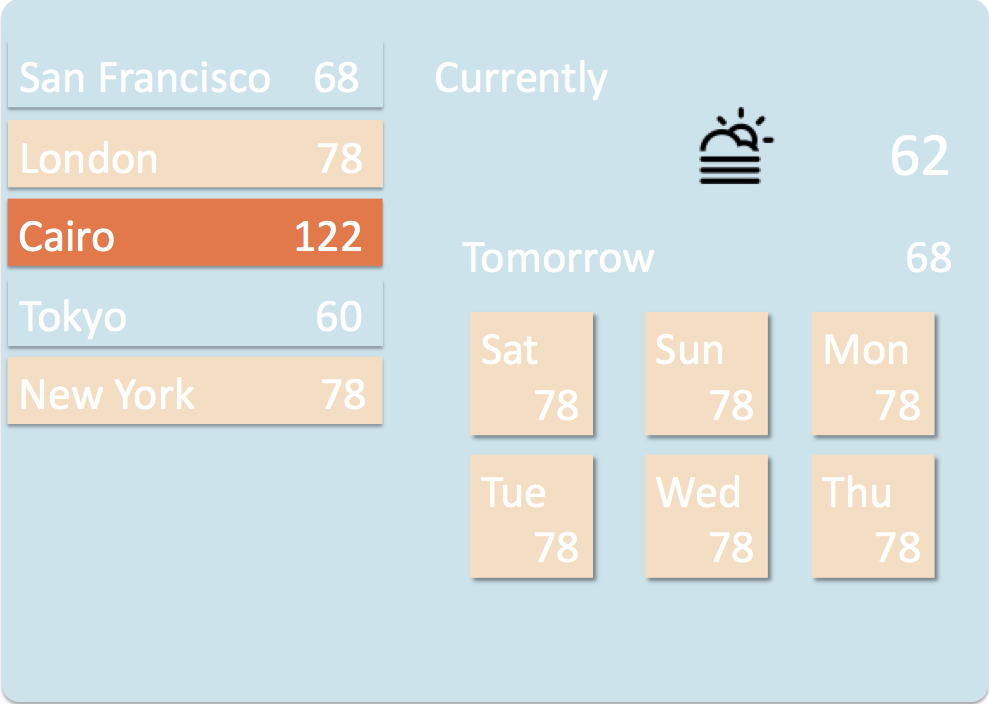 San Francisco 68
London 78
Cairo 122
Tokyo 60
New York 78
Currently
62
Tomorrow 68
Sat
78
Sun
78
Mon
78
Tue
78
Wed
78
Thu
78